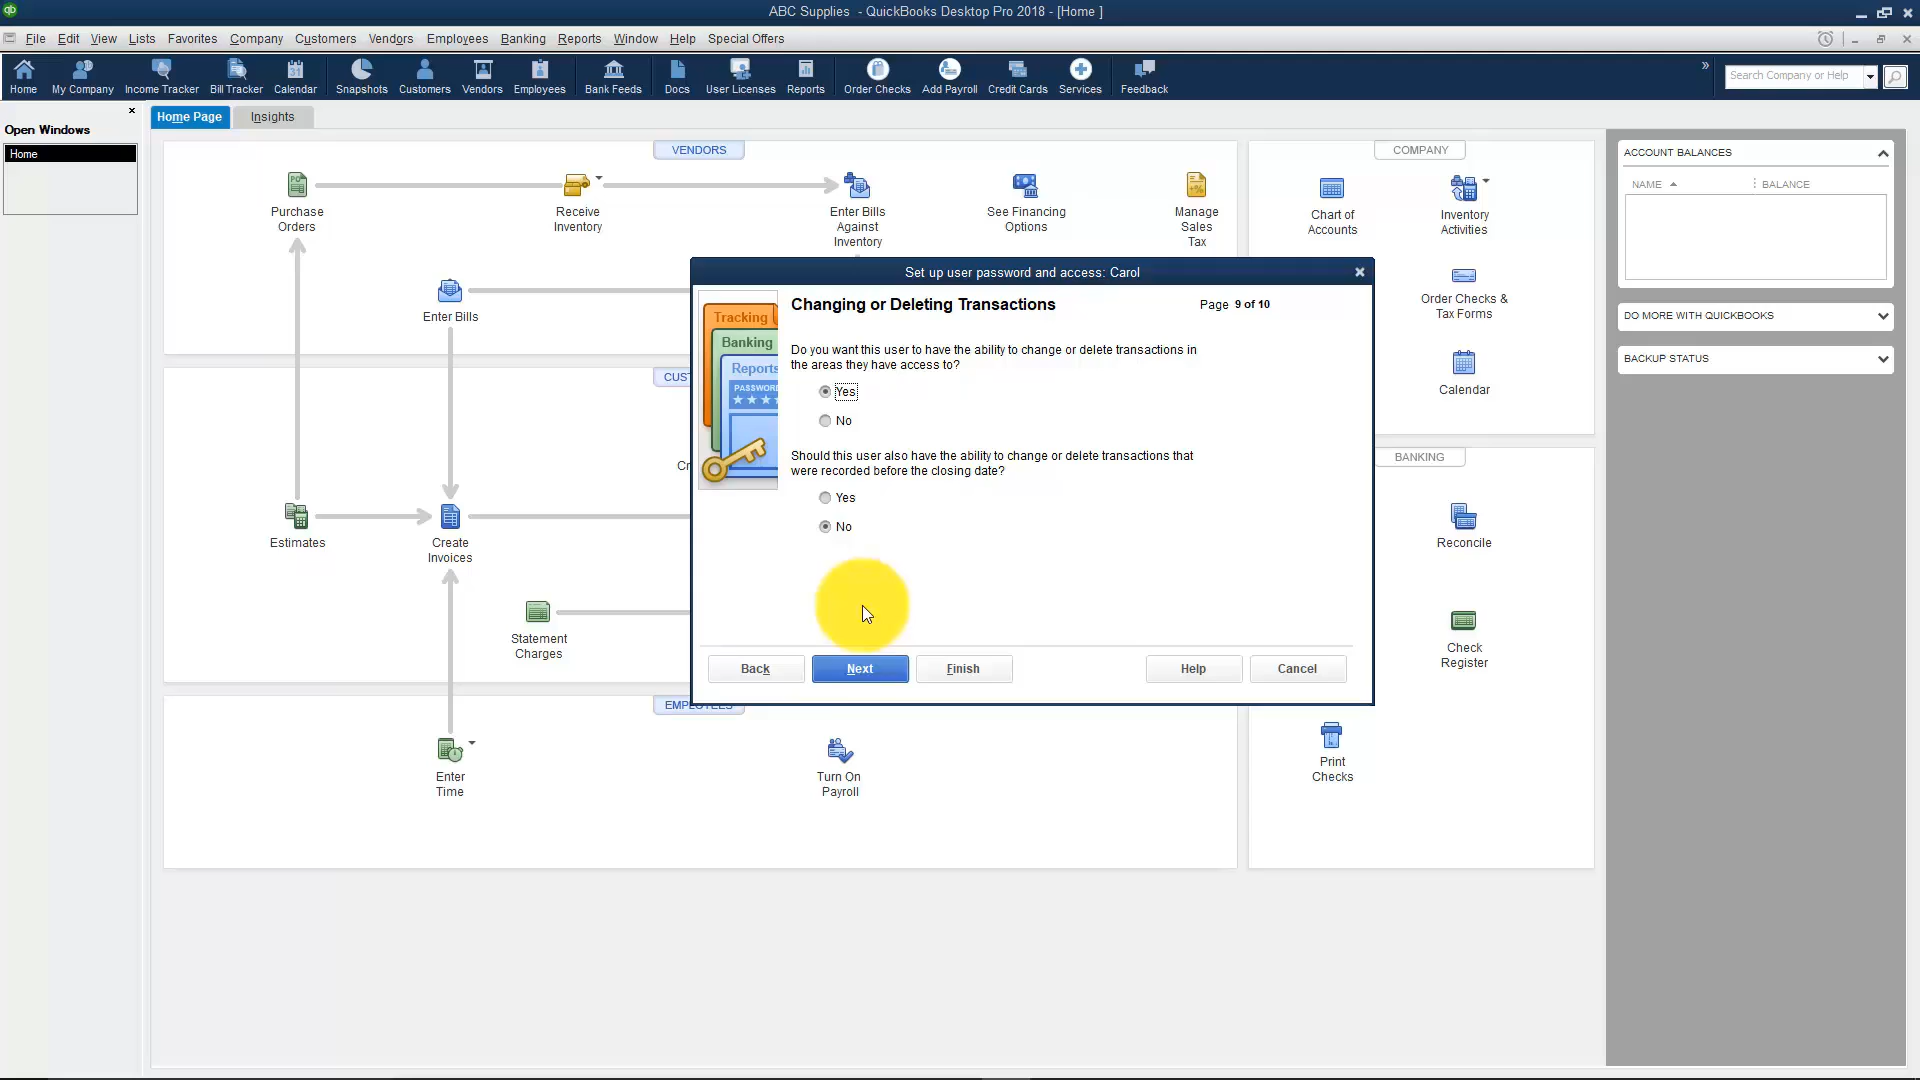 ABC Supplies - QuickBooks Desktop Pro 2018 - [Home ]
File Edit View Lists Favorites Company Customers Vendors Employees Banking Reports Window Help Special Offers
Home My Company Income Tracker Bill Tracker Calendar Snapshots Customers Vendors Employees Bank Feeds Docs User Licenses Reports Order Checks Add Payroll Credit Cards Services Feedback
Search Company or Help
Open Windows
Home
Home Page
Insights
VENDORS
Purchase
Orders
Receive
Inventory
Enter Bills
Against
Inventory
See Financing
Options
Manage
Sales
Tax
Enter Bills
Estimates
Create
Invoices
Statement
Charges
EMPLOYEES
Enter
Time
Turn On
Payroll
COMPANY
Chart of
Accounts
Inventory
Activities
Order Checks &
Tax Forms
Calendar
BANKING
Reconcile
Check
Register
Print
Checks
ACCOUNT BALANCES
NAME BALANCE
DO MORE WITH QUICKBOOKS
BACKUP STATUS
Set up user password and access: Carol
Tracking
Banking
Reports
PASSWORD
Changing or Deleting Transactions
Page 9 of 10
Do you want this user to have the ability to change or delete transactions in
the areas they have access to?
Yes
No
Should this user also have the ability to change or delete transactions that
were recorded before the closing date?
Yes
No
Back
Next
Finish
Help
Cancel